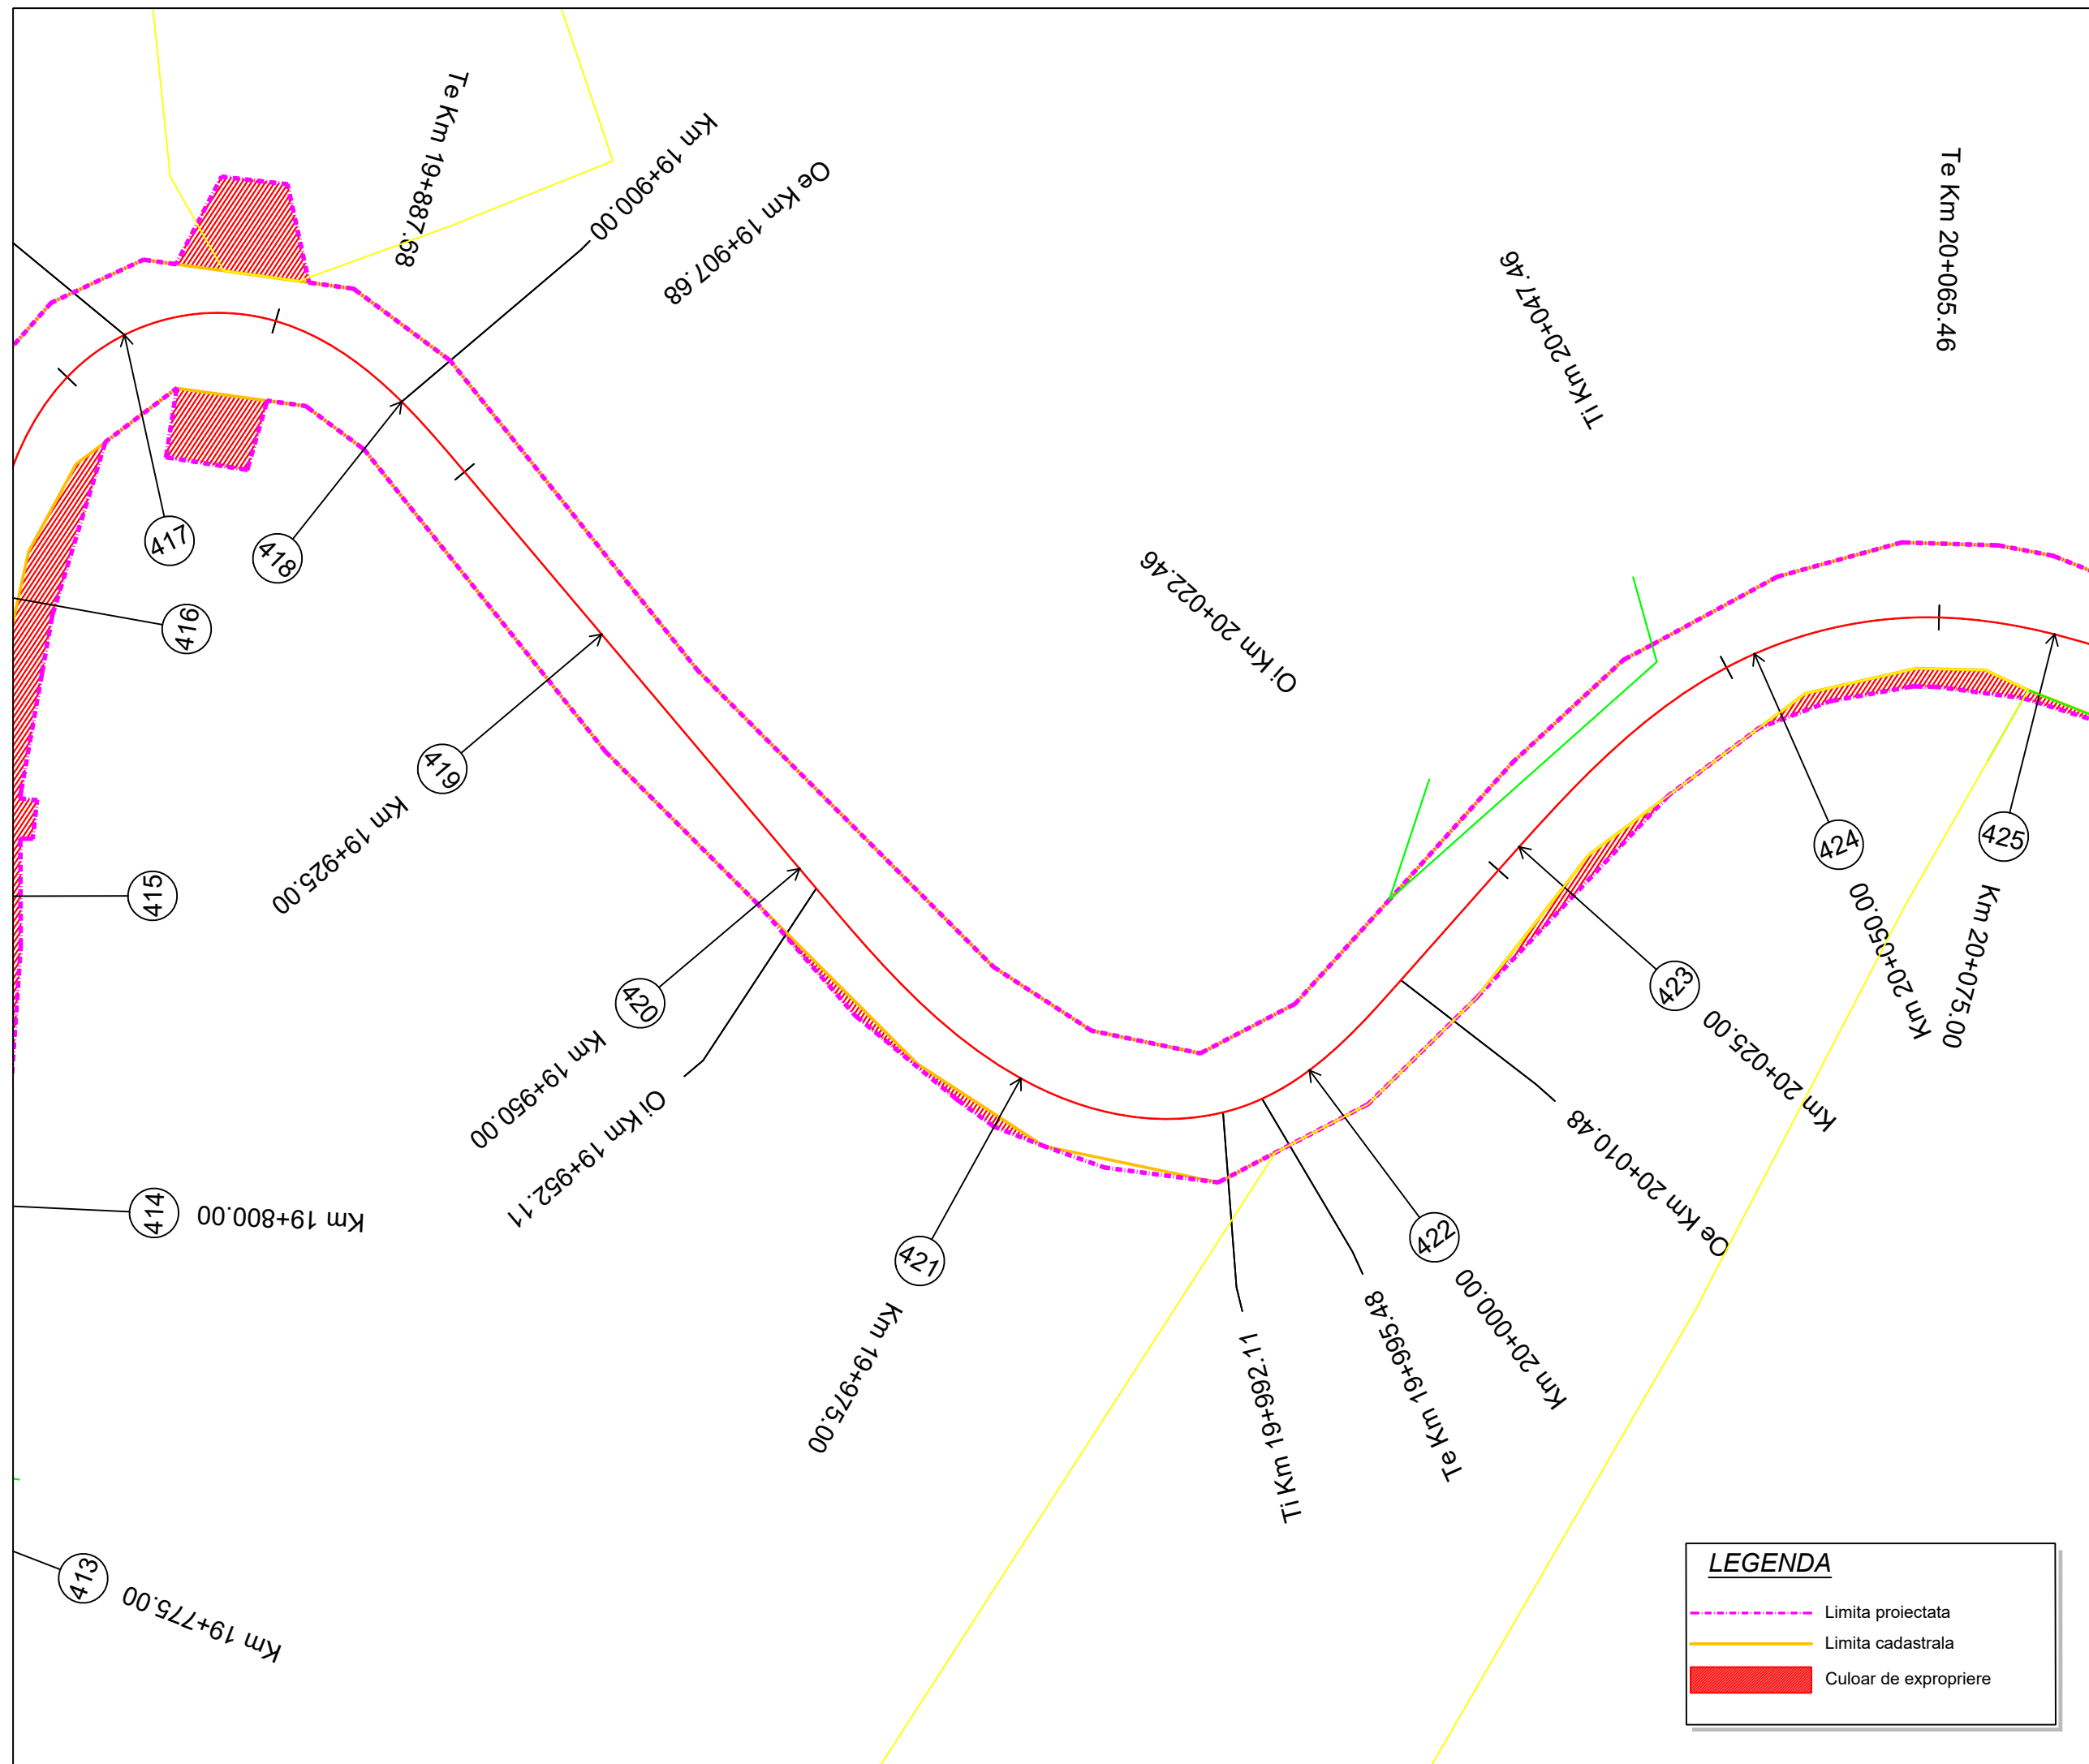 Te Km 19+887.68
Km 19+900.00
Oe Km 19+907.68
Ti Km 20+047.46
Te Km 20+065.46
Oi Km 20+022.46
417
418
416
419
Km 19+925.00
415
420
Km 19+950.00
Oi Km 19+952.11
424
Km 20+050.00
425
Km 20+075.00
423
Km 20+025.00
Oe Km 20+010.48
414
Km 19+800.00
421
Km 19+975.00
422
Km 20+000.00
Te Km 19+995.48
Ti Km 19+992.11
413
Km 19+775.00
LEGENDA
Limita proiectata
Limita cadastrala
Culoar de expropriere